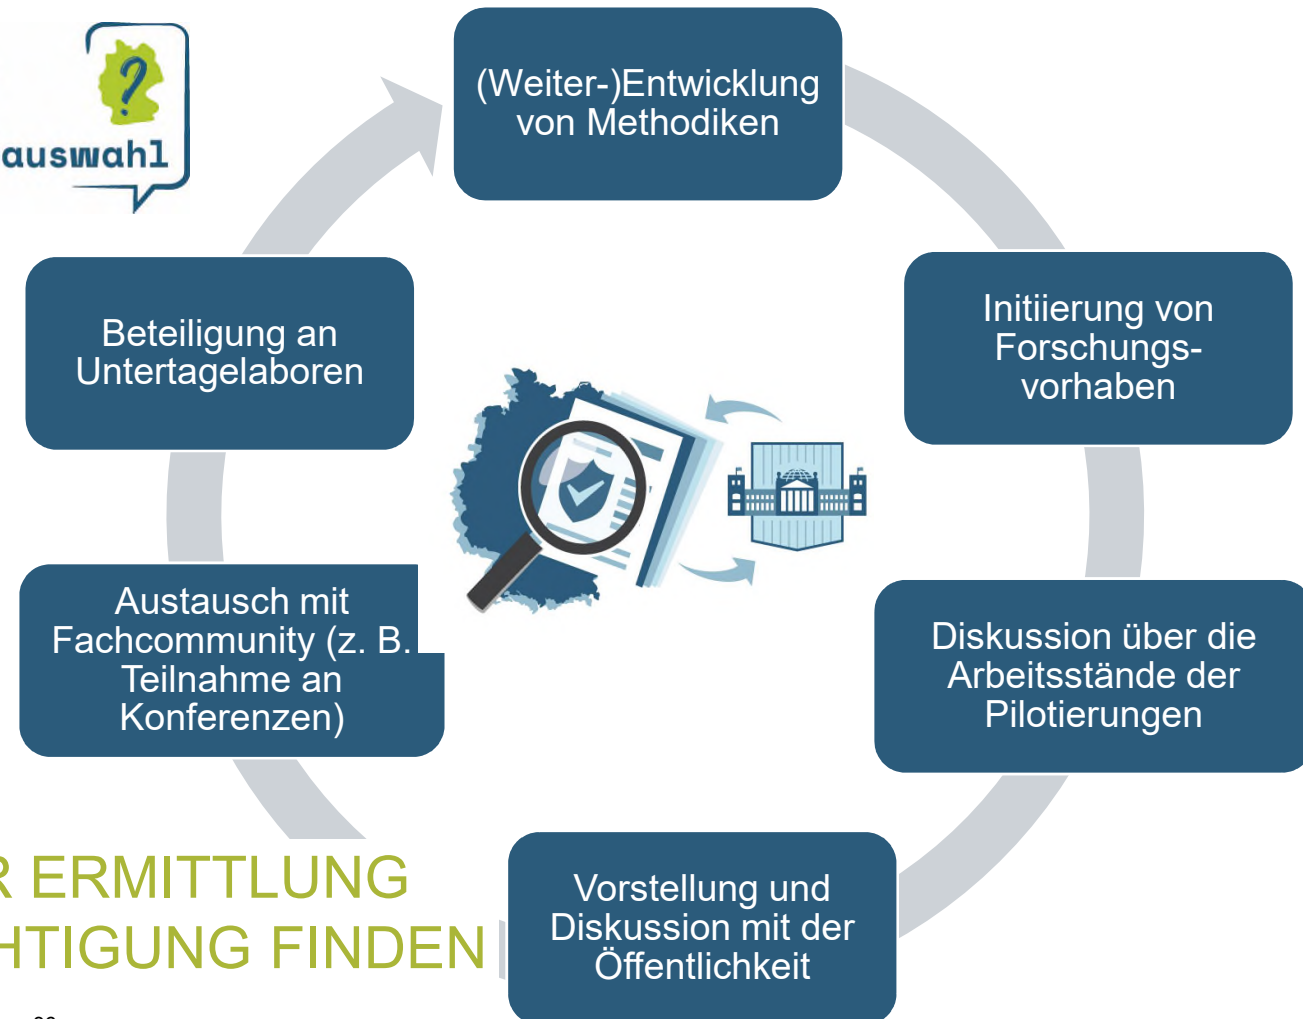 auswahl
(Weiter-)Entwicklung
von Methodiken
Initiierung von
Forschungs-
vorhaben
Diskussion über die
Arbeitsstände der
Pilotierungen
Vorstellung und
Diskussion mit der
Öffentlichkeit
Austausch mit
Fachcommunity (z. B.
Teilnahme an
Konferenzen)
Beteiligung an
Untertagelaboren
R ERMITTLUNG
HTIGUNG FINDEN